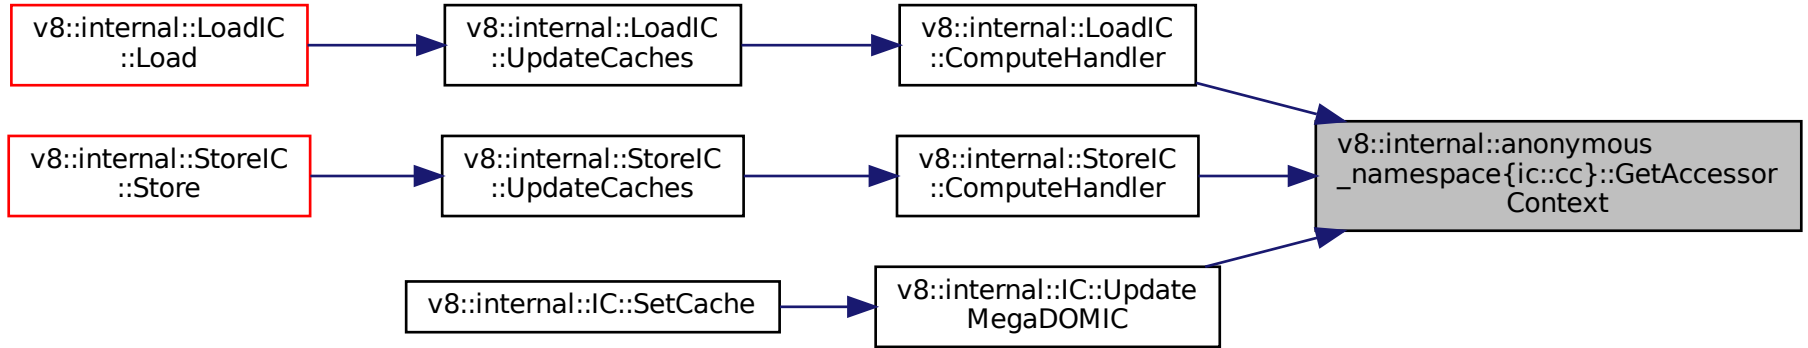 v8::internal::LoadIC
::Load
v8::internal::LoadIC
::UpdateCaches
v8::internal::LoadIC
::ComputeHandler
v8::internal::StoreIC
::Store
v8::internal::StoreIC
::UpdateCaches
v8::internal::StoreIC
::ComputeHandler
v8::internal::anonymous
_namespace{ic::cc}::GetAccessor
Context
v8::internal::IC::SetCache
v8::internal::IC::Update
MegaDOMIC